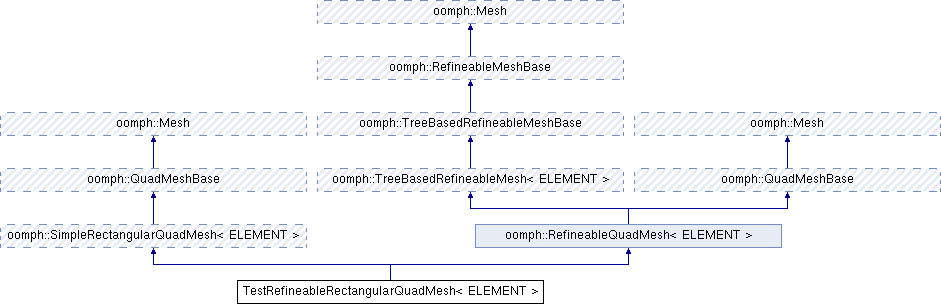 oomph::Mesh
oomph::RefineableMeshBase
oomph::Mesh
oomph::TreeBasedRefineableMeshBase
oomph::Mesh
oomph::QuadMeshBase
oomph::TreeBasedRefineableMesh< ELEMENT >
oomph::QuadMeshBase
oomph::SimpleRectangularQuadMesh< ELEMENT >
oomph::RefineableQuadMesh< ELEMENT >
TestRefineableRectangularQuadMesh< ELEMENT >